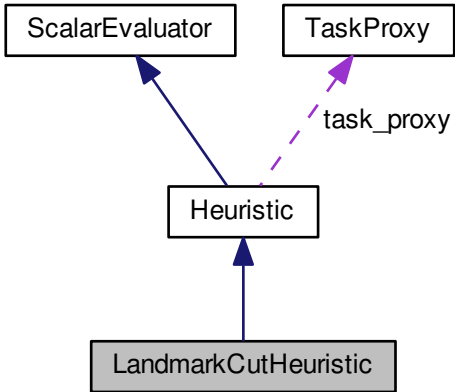 ScalarEvaluator
TaskProxy
task_proxy
Heuristic
LandmarkCutHeuristic